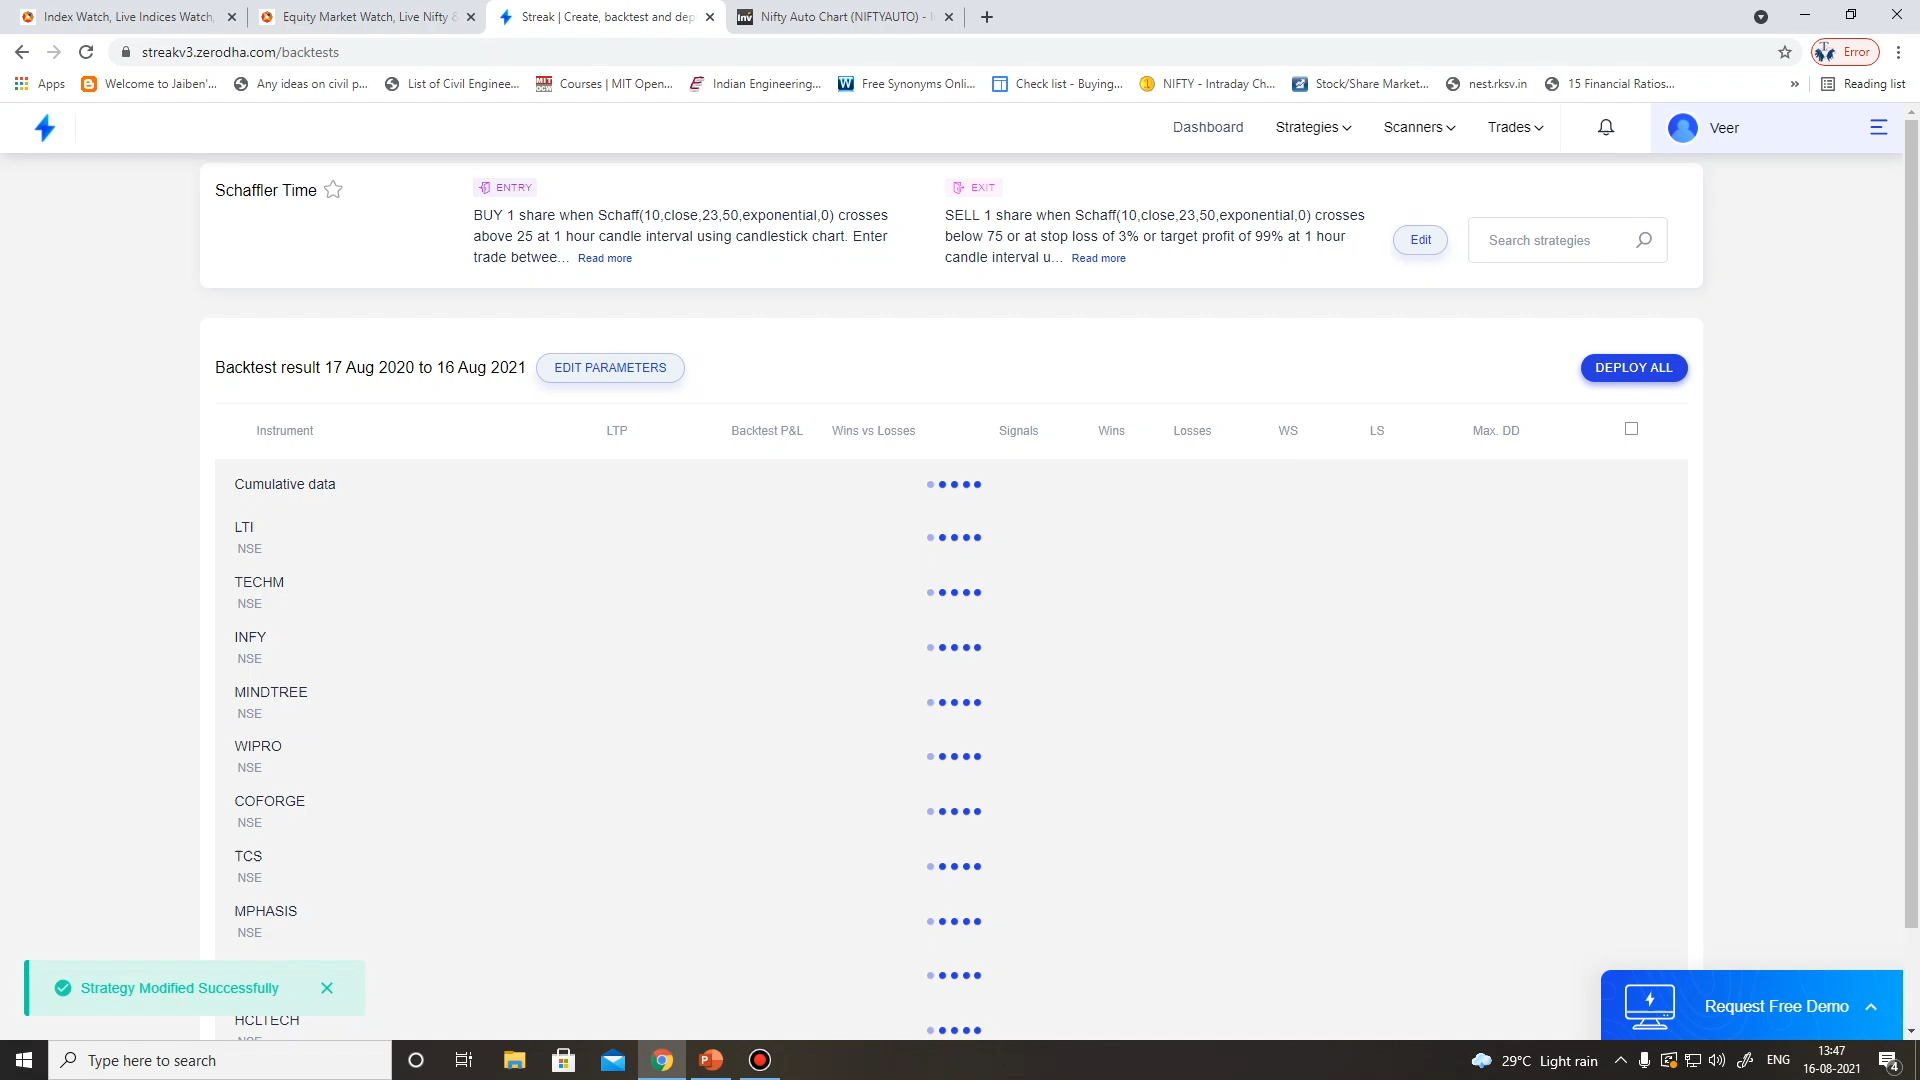 Index Watch, Live Indices Watch,
Equity Market Watch, Live Nifty &
Streak | Create, backtest and dep
Nifty Auto Chart (NIFTYAUTO) -
streakv3.zerodha.com/backtests
Error
Apps
Welcome to Jaiben'...
Any ideas on civil p...
List of Civil Enginee...
Courses | MIT Open...
Indian Engineering...
Free Synonyms Onli...
Check list - Buying,...
NIFTY - Intraday Ch...
Stock/Share Market...
nest.rksv.in
15 Financial Ratios...
»
Reading list
Dashboard
Strategies
Scanners
Trades
Veer
Schaffler Time
ENTRY
BUY 1 share when Schaff(10,close,23,50,exponential,0) crosses
above 25 at 1 hour candle interval using candlestick chart. Enter
trade betwee... Read more
EXIT
SELL 1 share when Schaff(10,close,23,50,exponential,0) crosses
below 75 or at stop loss of 3% or target profit of 99% at 1 hour
candle interval u... Read more
Edit
Search strategies
Backtest result 17 Aug 2020 to 16 Aug 2021
EDIT PARAMETERS
DEPLOY ALL
Instrument LTP Backtest P&L Wins vs Losses Signals Wins Losses WS LS Max. DD
Cumulative data
LTI
NSE
TECHM
NSE
INFY
NSE
MINDTREE
NSE
WIPRO
NSE
COFORGE
NSE
TCS
NSE
MPHASIS
NSE
Strategy Modified Successfully
HCLTECH
NSE
Request Free Demo
Type here to search
29°C Light rain
ENG
13:47
16-08-2021
4